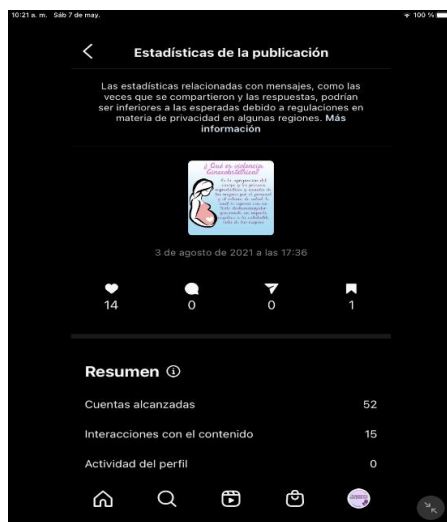 10:21 a. m. Sáb 7 de may.
100 %
Estadísticas de la publicación
Las estadísticas relacionadas con mensajes, como las
veces que se compartieron y las respuestas, podrían
ser inferiores a las esperadas debido a regulaciones en
materia de privacidad en algunas regiones. Más
información
¿Qué es violencia
Ginecobstétrica?
3 de agosto de 2021 a las 17:36
14
0
0
1
Resumen
Cuentas alcanzadas
52
Interacciones con el contenido
15
Actividad del perfil
0